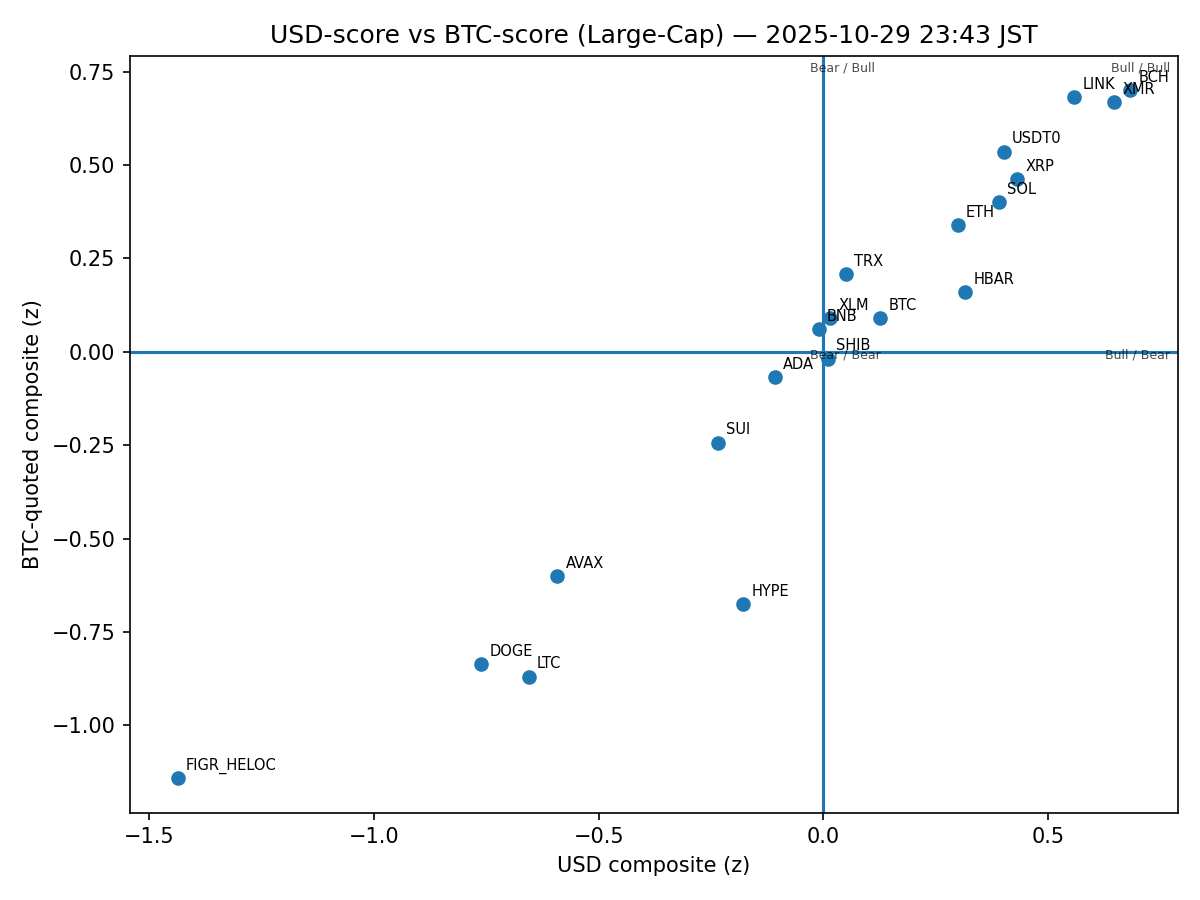 USD-score vs BTC-score (Large-Cap) — 2025-10-29 23:43 JST
Bear / Bull
Bull / Bull
BCH
LINK
XMR
USDT0
XRP
SOL
ETH
TRX
HBAR
XLM
BTC
BNB
SHIB
Bear / Bear
Bull / Bear
ADA
SUI
AVAX
HYPE
DOGE
LTC
FIGR_HELOC
0.75
0.50
0.25
0.00
−0.25
−0.50
−0.75
−1.00
BTC-quoted composite (z)
−1.5
−1.0
−0.5
0.0
0.5
USD composite (z)